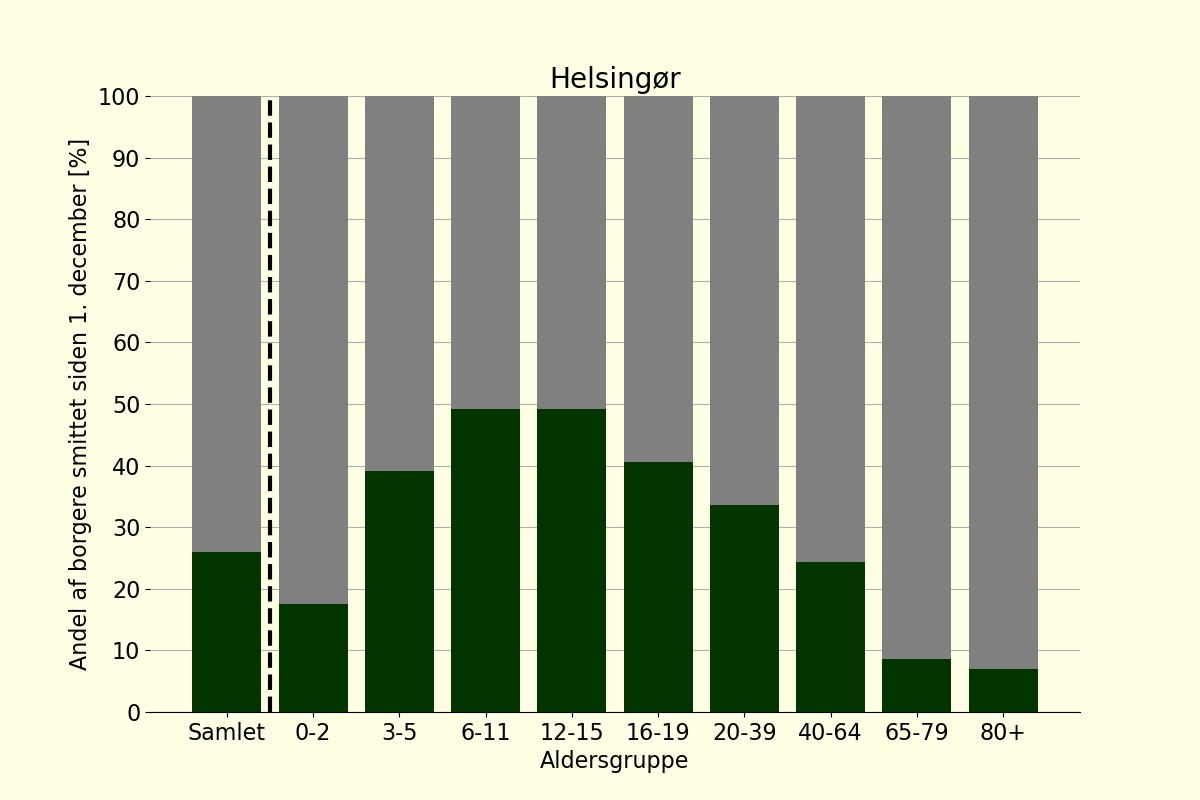 Helsingør
Andel af borgere smittet siden 1. december [%]
100
90
80
70
60
50
40
30
20
10
0
Samlet 0-2 3-5 6-11 12-15 16-19 20-39 40-64 65-79 80+
Aldersgruppe